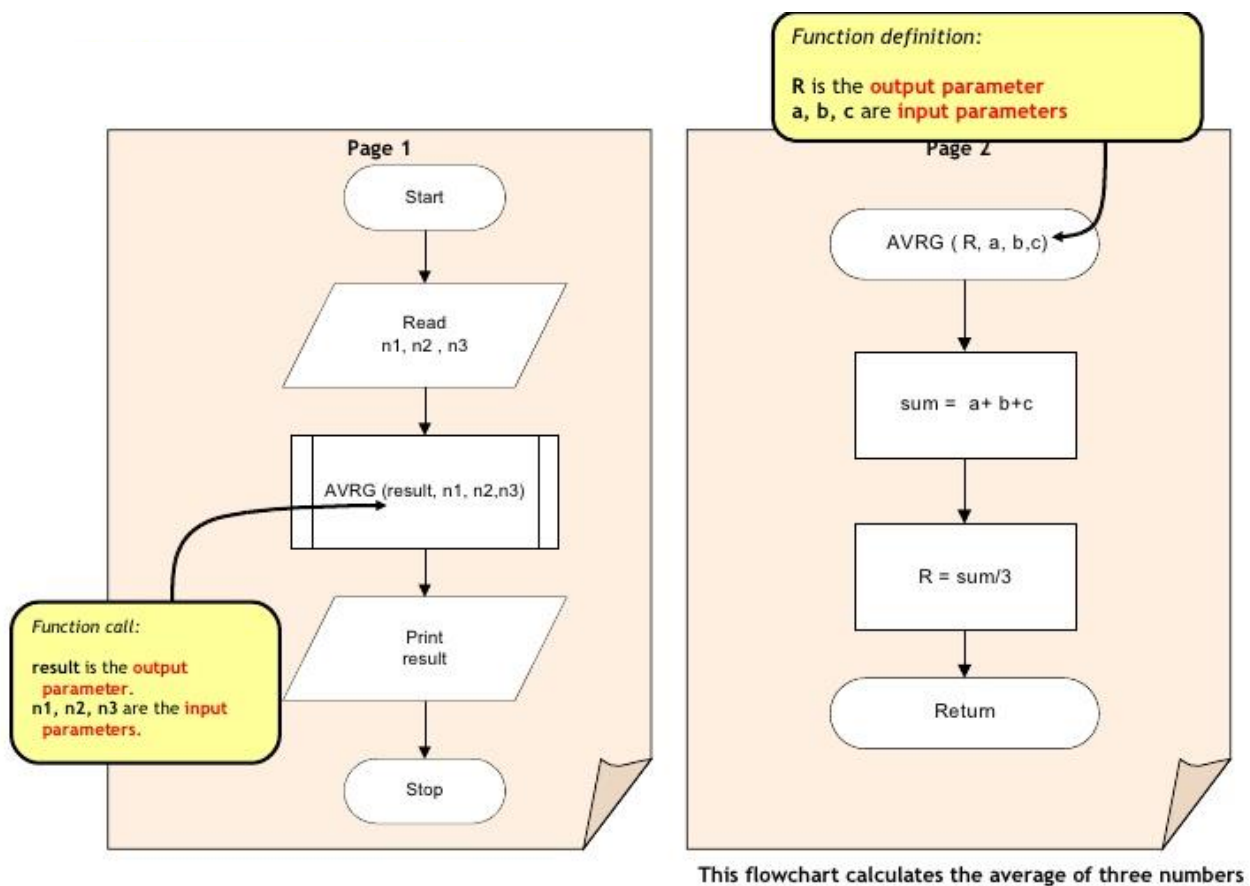 Function definition:
R is the output parameter
a, b, c are input parameters
Page 1
Start
Read
n1, n2 , n3
AVRG (result, n1, n2,n3)
Function call:
result is the output
parameter.
n1, n2, n3 are the input
parameters.
Print
result
Stop
Page 2
AVRG ( R, a, b,c)
sum = a+ b+c
R = sum/3
Return
This flowchart calculates the average of three numbers